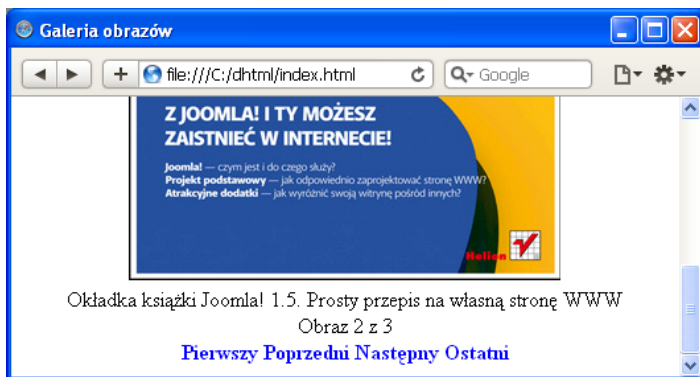 Galeria obrazów
file:///C:/dhtml/index.html
Google
Z JOOMLA! I TY MOŻESZ
ZAISTNIEĆ W INTERNECIE!
Joomla! — czym jest i do czego służy?
Projekt podstawowy — jak odpowiednio zaprojektować stronę WWW?
Atrakcyjne dodatki — jak wyróżnić swoją witrynę pośród innych?
Helion
Okładka książki Joomla! 1.5. Prosty przepis na własną stronę WWW
Obraz 2 z 3
Pierwszy Poprzedni Następny Ostatni